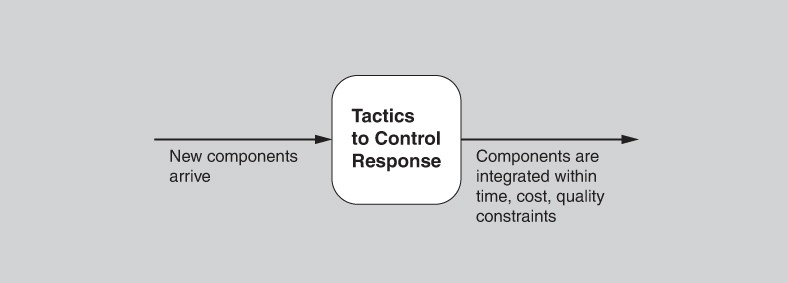 New components
arrive
Tactics
to Control
Response
Components are
integrated within
time, cost, quality
constraints